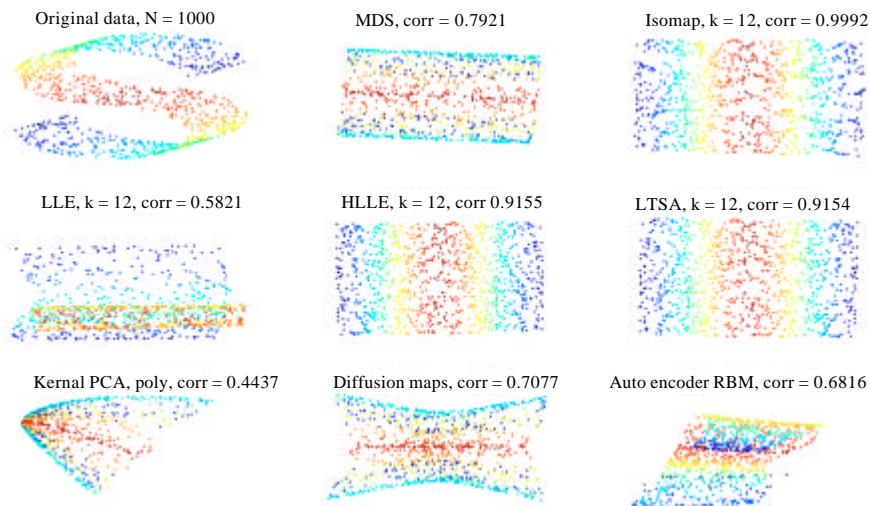 Original data, N = 1000
MDS, corr = 0.7921
Isomap, k = 12, corr = 0.9992
LLE, k = 12, corr = 0.5821
HLLE, k = 12, corr 0.9155
LTSA, k = 12, corr = 0.9154
Kernal PCA, poly, corr = 0.4437
Diffusion maps, corr = 0.7077
Auto encoder RBM, corr = 0.6816